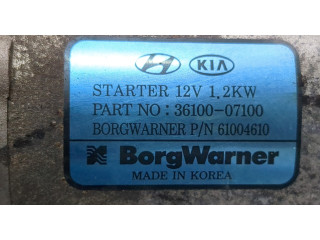 KIA
STARTER 12V 1,2KW
PART NO : 36100-07100
BORGWARNER P/N 61004610
BorgWarner
MADE IN KOREA